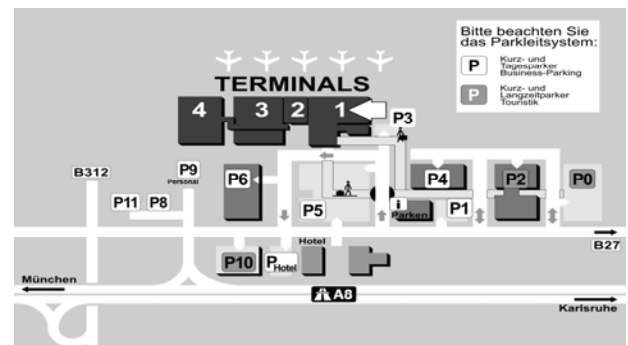 Bitte beachten Sie
das Parkleitsystem:
P
Kurz- und
Tagesparker
Business-Parking
P
Kurz- und
Langzeitparker
Touristik
TERMINALS
4
3
2
1
P3
B312
P9
Personal
P6
P4
P2
P0
P11
P8
P5
i
Parken
P1
Hotel
B27
P10
P Hotel
München
A8
Karlsruhe